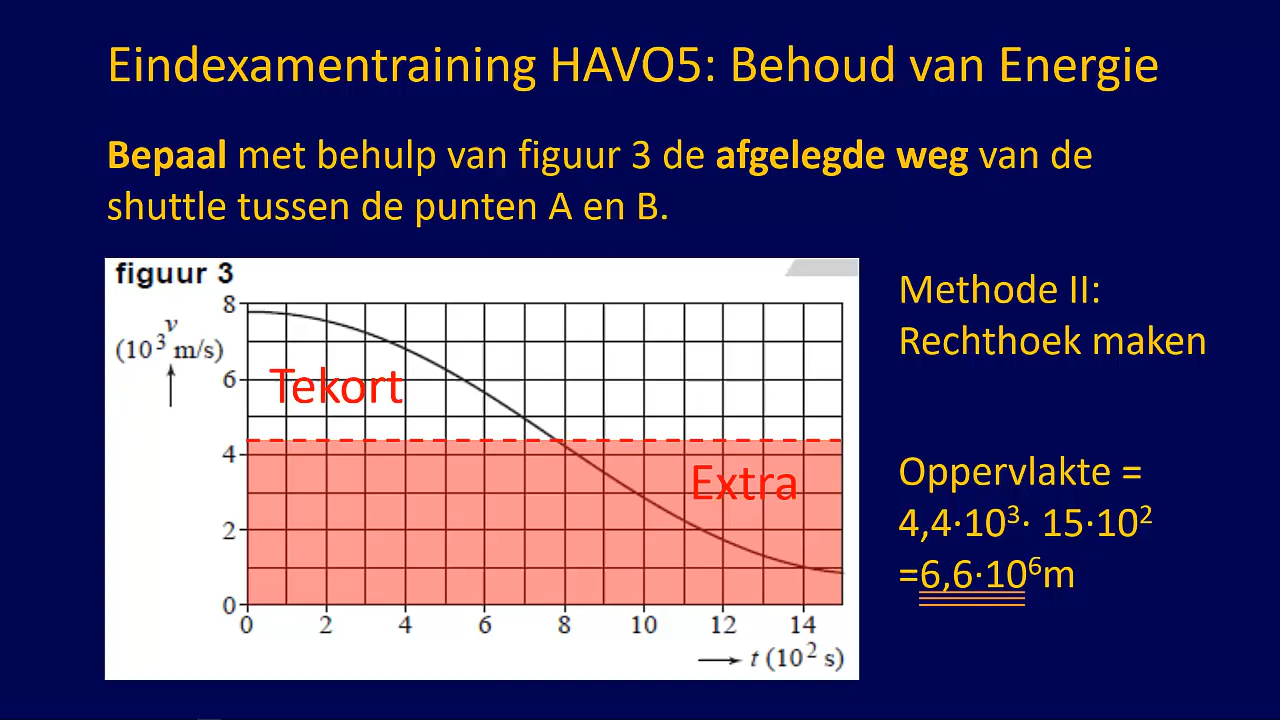 Eindexamentraining HAVO5: Behoud van Energie
Bepaal met behulp van figuur 3 de afgelegde weg van de
shuttle tussen de punten A en B.
figuur 3
v
(10³ m/s)
8
6
4
2
0
Tekort
Extra
0 2 4 6 8 10 12 14
t (10² s)
Methode II:
Rechthoek maken
Oppervlakte =
4,4·10³· 15·10²
=6,6·10⁶m